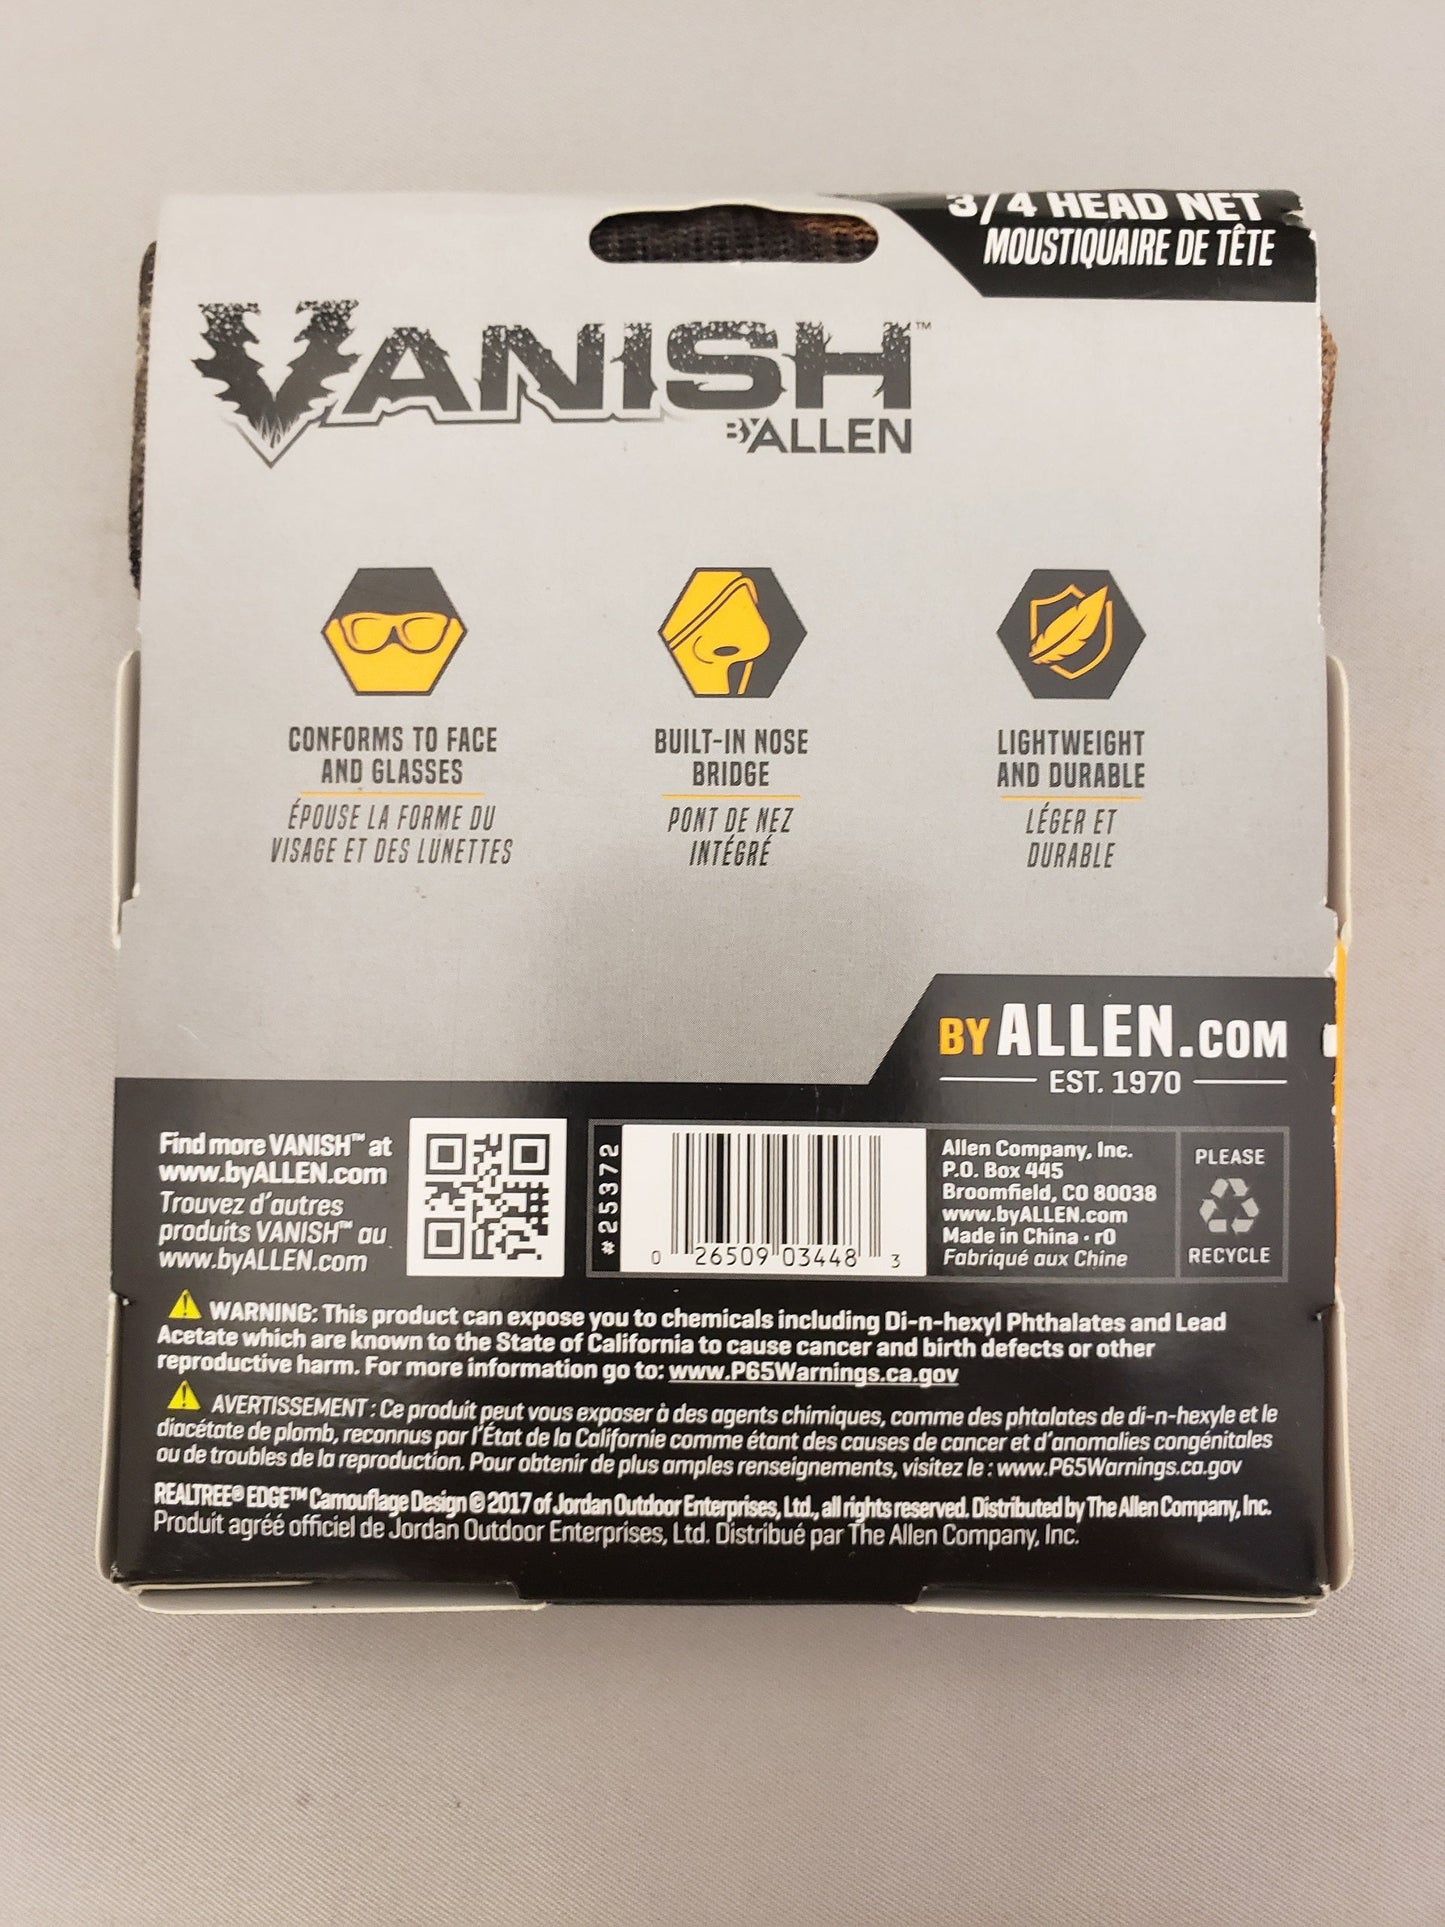 3/4 HEAD NET
MOUSTIQUAIRE DE TÊTE
VANISH™
BY ALLEN
CONFORMS TO FACE
AND GLASSES
ÉPOUSE LA FORME DU
VISAGE ET DES LUNETTES
BUILT-IN NOSE
BRIDGE
PONT DE NEZ
INTÉGRÉ
LIGHTWEIGHT
AND DURABLE
LÉGER ET
DURABLE
BY ALLEN.COM
EST. 1970
Find more VANISH™ at
www.byALLEN.com
Trouvez d'autres
produits VANISH™ au
www.byALLEN.com
#25372
0 26509 03448 3
Allen Company, Inc.
P.O. Box 445
Broomfield, CO 80038
www.byALLEN.com
Made in China · r0
Fabriqué aux Chine
PLEASE
RECYCLE
WARNING: This product can expose you to chemicals including Di-n-hexyl Phthalates and Lead
Acetate which are known to the State of California to cause cancer and birth defects or other
reproductive harm. For more information go to: www.P65Warnings.ca.gov
AVERTISSEMENT : Ce produit peut vous exposer à des agents chimiques, comme des phtalates de di-n-hexyle et le
diacétate de plomb, reconnus par l'État de la Californie comme étant des causes de cancer et d'anomalies congénitales
ou de troubles de la reproduction. Pour obtenir de plus amples renseignements, visitez le : www.P65Warnings.ca.gov
REALTREE® EDGE™ Camouflage Design © 2017 of Jordan Outdoor Enterprises, Ltd., all rights reserved. Distributed by The Allen Company, Inc.
Produit agréé officiel de Jordan Outdoor Enterprises, Ltd. Distribué par The Allen Company, Inc.